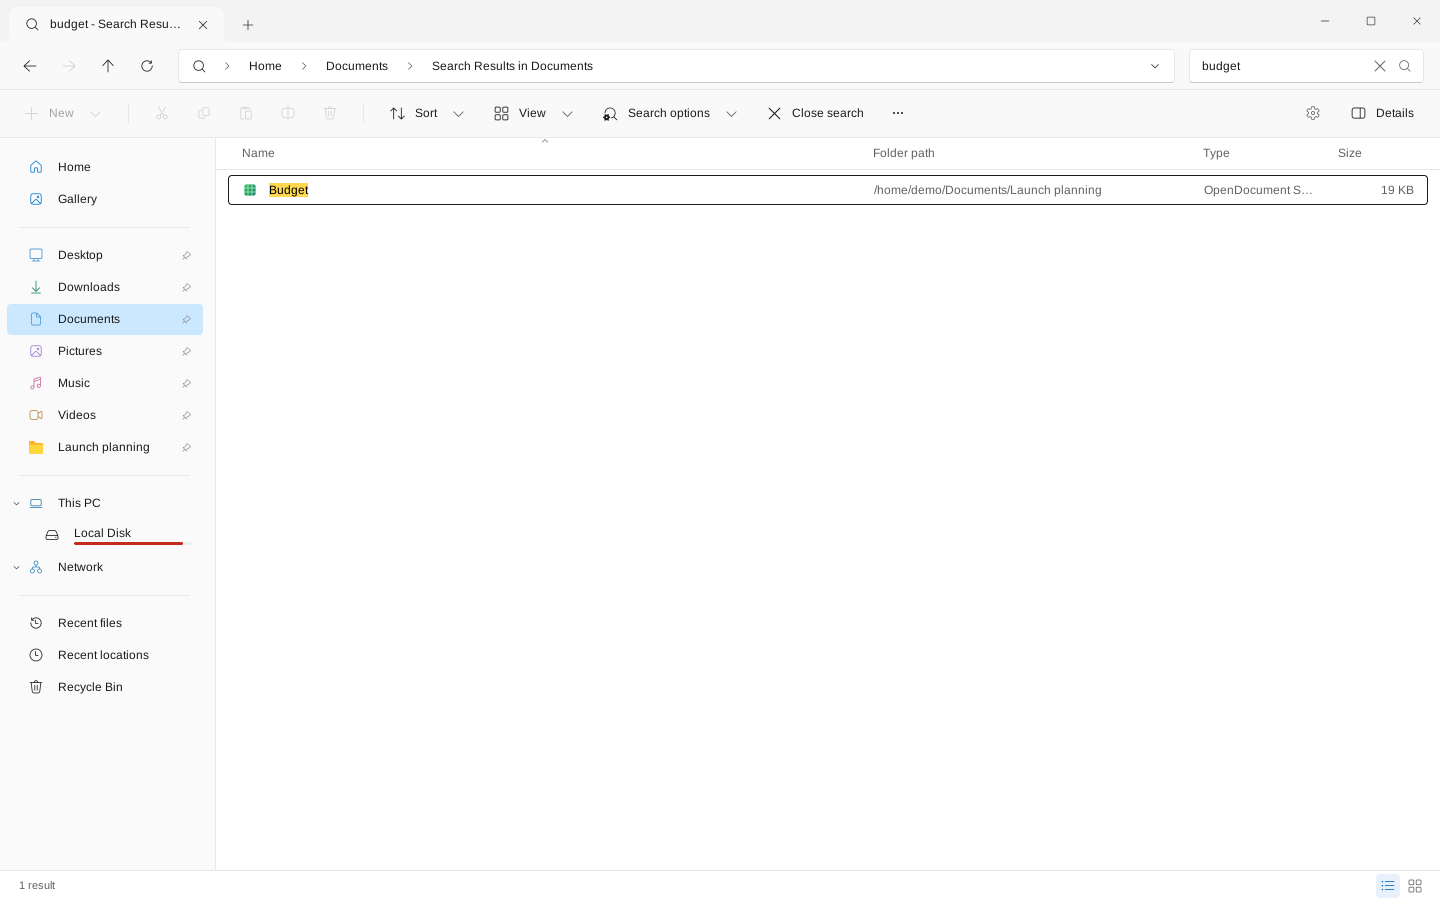 budget - Search Resu...
Home
Documents
Search Results in Documents
budget
New
Sort
View
Search options
Close search
Details
Home
Gallery
Desktop
Downloads
Documents
Pictures
Music
Videos
Launch planning
This PC
Local Disk
Network
Recent files
Recent locations
Recycle Bin
Name
Folder path
Type
Size
Budget
/home/demo/Documents/Launch planning
OpenDocument S...
19 KB
1 result